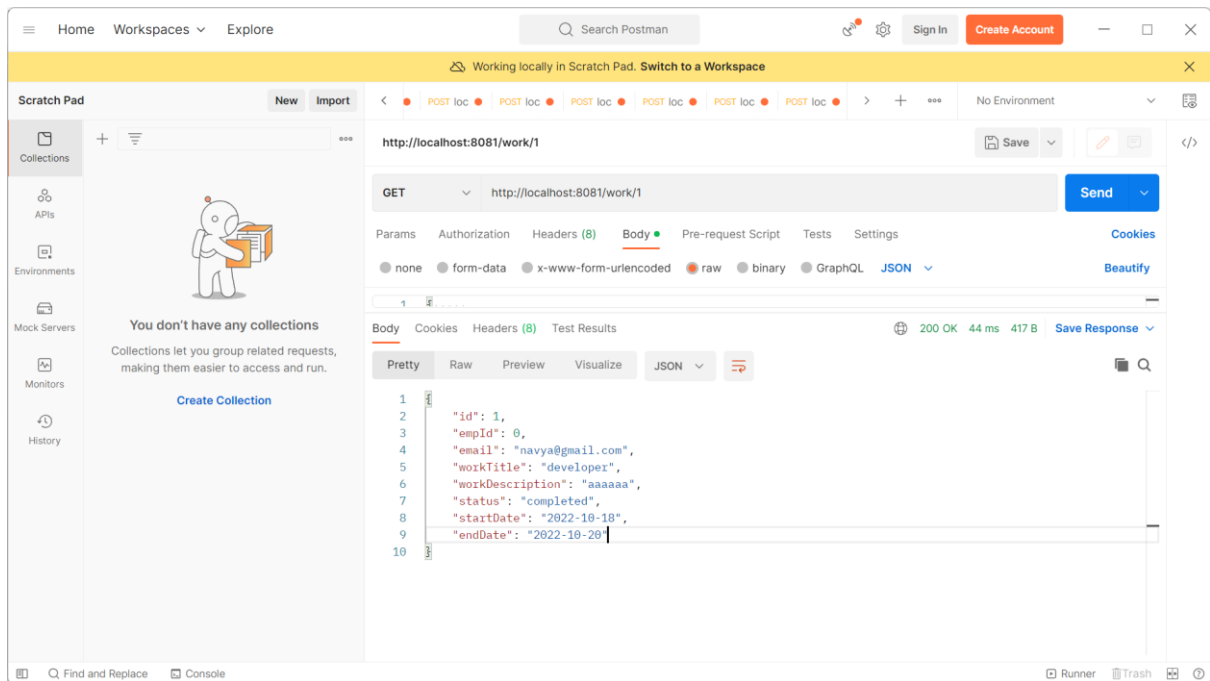 Home Workspaces Explore Search Postman Sign In Create Account
Working locally in Scratch Pad. Switch to a Workspace
Scratch Pad New Import POST loc POST loc POST loc POST loc POST loc POST loc No Environment
Collections
APIs
Environments
Mock Servers
Monitors
History
You don't have any collections
Collections let you group related requests,
making them easier to access and run.
Create Collection
http://localhost:8081/work/1 Save
GET http://localhost:8081/work/1 Send
Params Authorization Headers (8) Body Pre-request Script Tests Settings Cookies
none form-data x-www-form-urlencoded raw binary GraphQL JSON Beautify
1 {
Body Cookies Headers (8) Test Results 200 OK 44 ms 417 B Save Response
Pretty Raw Preview Visualize JSON
1 {
2 "id": 1,
3 "empId": 0,
4 "email": "navya@gmail.com",
5 "workTitle": "developer",
6 "workDescription": "aaaaaa",
7 "status": "completed",
8 "startDate": "2022-10-18",
9 "endDate": "2022-10-20"
10 }
Find and Replace Console Runner Trash